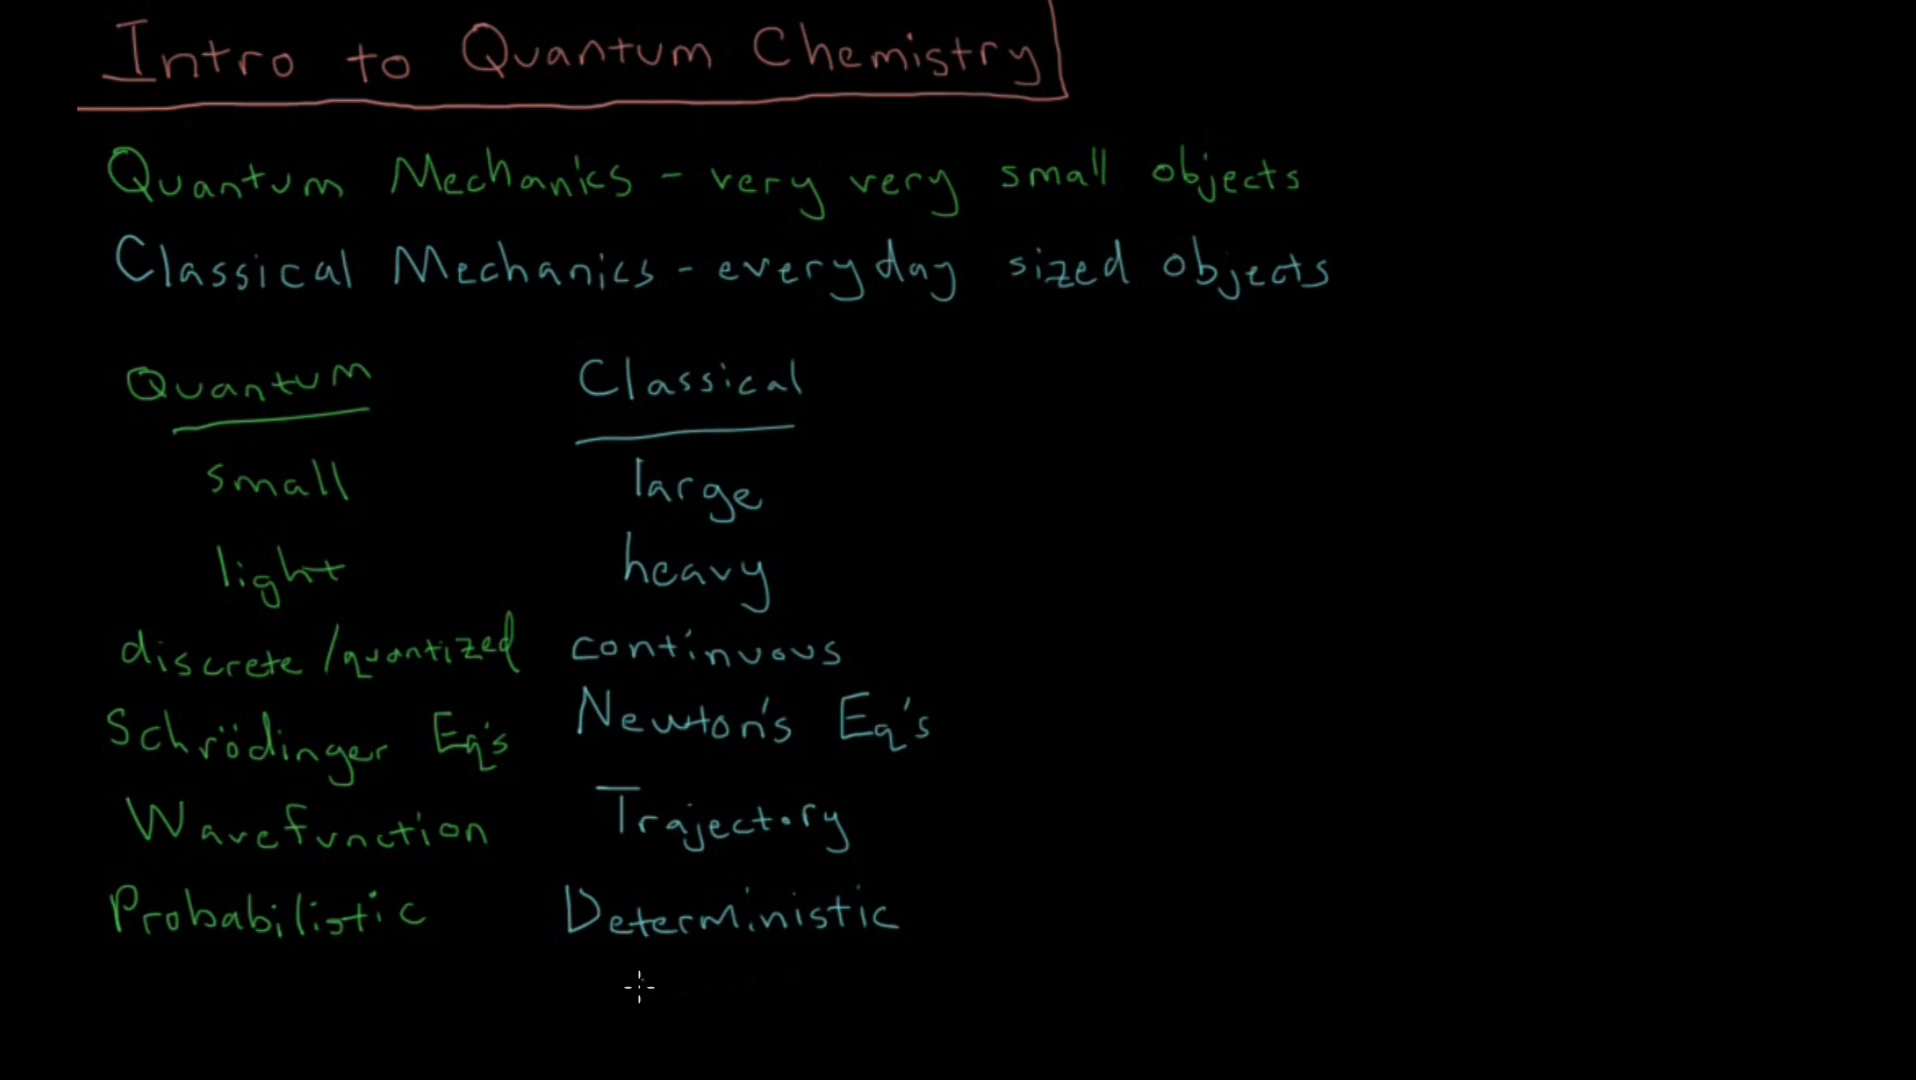 Intro to Quantum Chemistry
Quantum Mechanics - very very small objects
Classical Mechanics - everyday sized objects
Quantum Classical
small large
light heavy
discrete/quantized continuous
Schrödinger Eq's Newton's Eq's
Wavefunction Trajectory
Probabilistic Deterministic